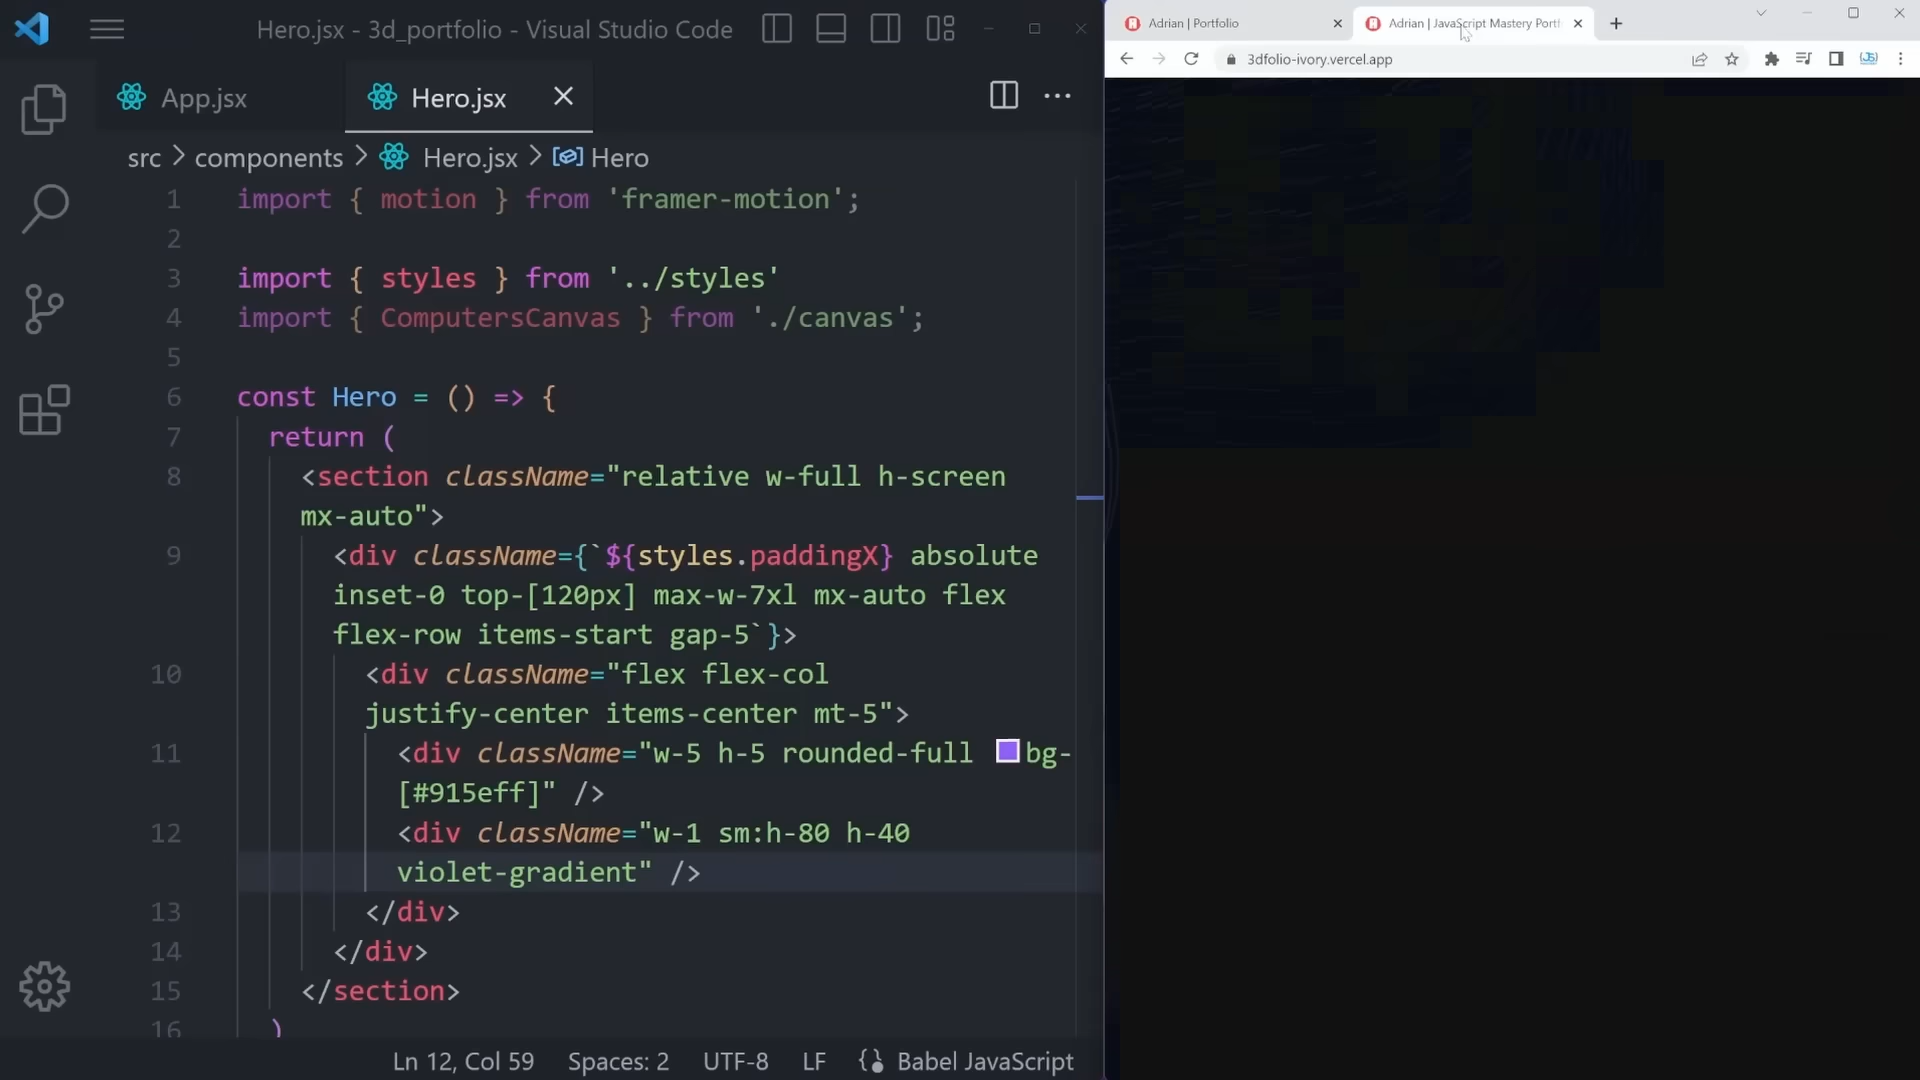 Hero.jsx - 3d_portfolio - Visual Studio Code
App.jsx
Hero.jsx
src > components > Hero.jsx > Hero
1 import { motion } from 'framer-motion';
2
3 import { styles } from '../styles'
4 import { ComputersCanvas } from './canvas';
5
6 const Hero = () => {
7 return (
8 <section className="relative w-full h-screen
mx-auto">
9 <div className={`${styles.paddingX} absolute
inset-0 top-[120px] max-w-7xl mx-auto flex
flex-row items-start gap-5`}>
10 <div className="flex flex-col
justify-center items-center mt-5">
11 <div className="w-5 h-5 rounded-full bg-
[#915eff]" />
12 <div className="w-1 sm:h-80 h-40
violet-gradient" />
13 </div>
14 </div>
15 </section>
16 )
Ln 12, Col 59 Spaces: 2 UTF-8 LF {} Babel JavaScript
Adrian | Portfolio
Adrian | JavaScript Mastery Portf
3dfolio-ivory.vercel.app
JS